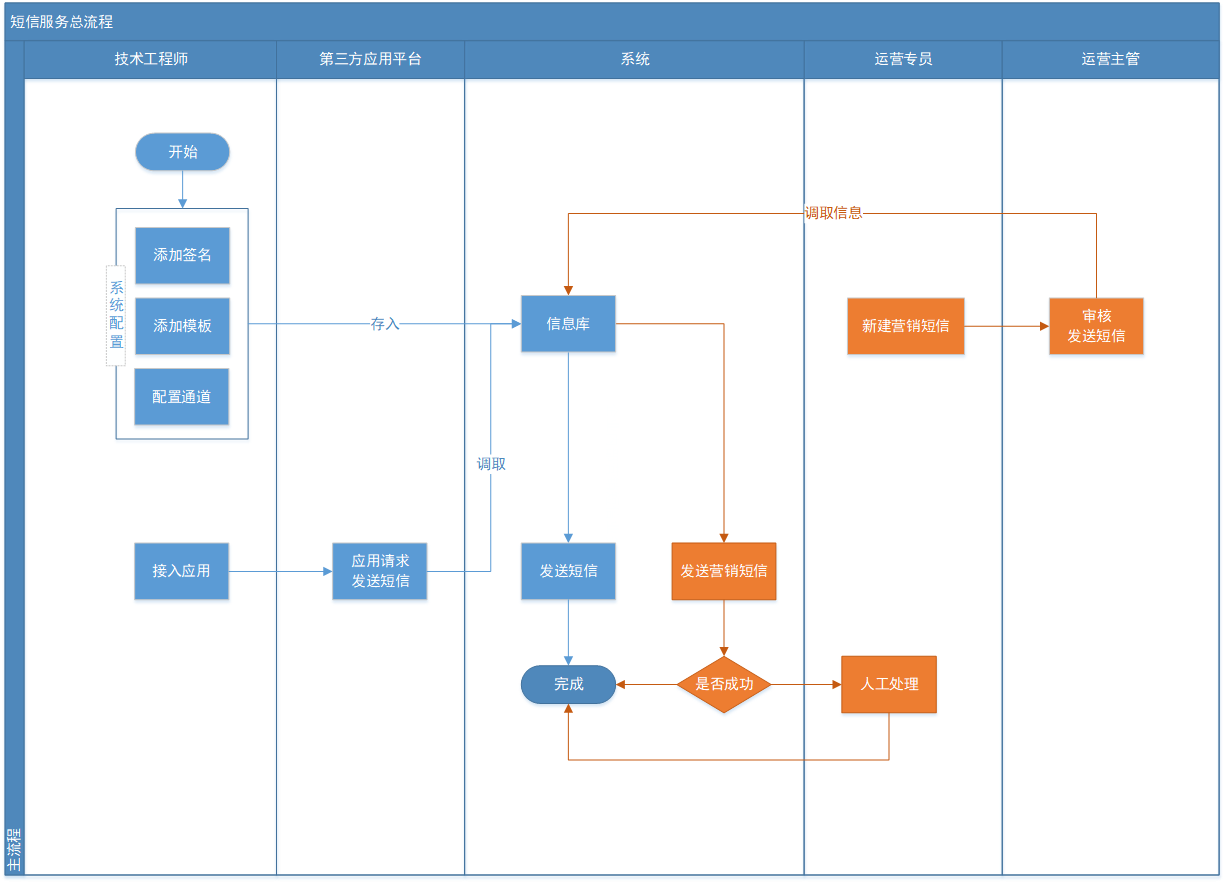 短信服务总流程
技术工程师
第三方应用平台
系统
运营专员
运营主管
开始
调取信息
添加签名
系统配置
添加模板
存入
信息库
新建营销短信
审核
发送短信
配置通道
调取
接入应用
应用请求
发送短信
发送短信
发送营销短信
完成
是否成功
人工处理
主流程